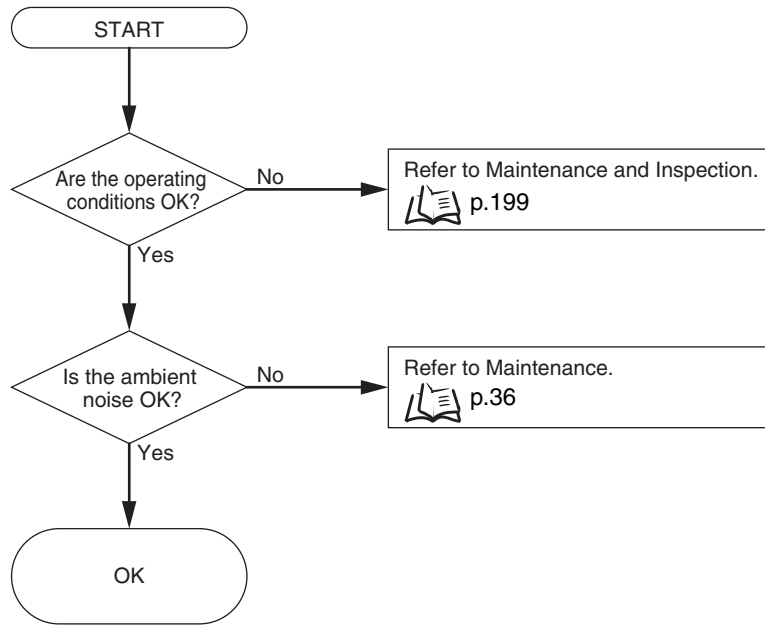 START
Are the operating
conditions OK?
No
Refer to Maintenance and Inspection.
p.199
Yes
Is the ambient
noise OK?
No
Refer to Maintenance.
p.36
Yes
OK